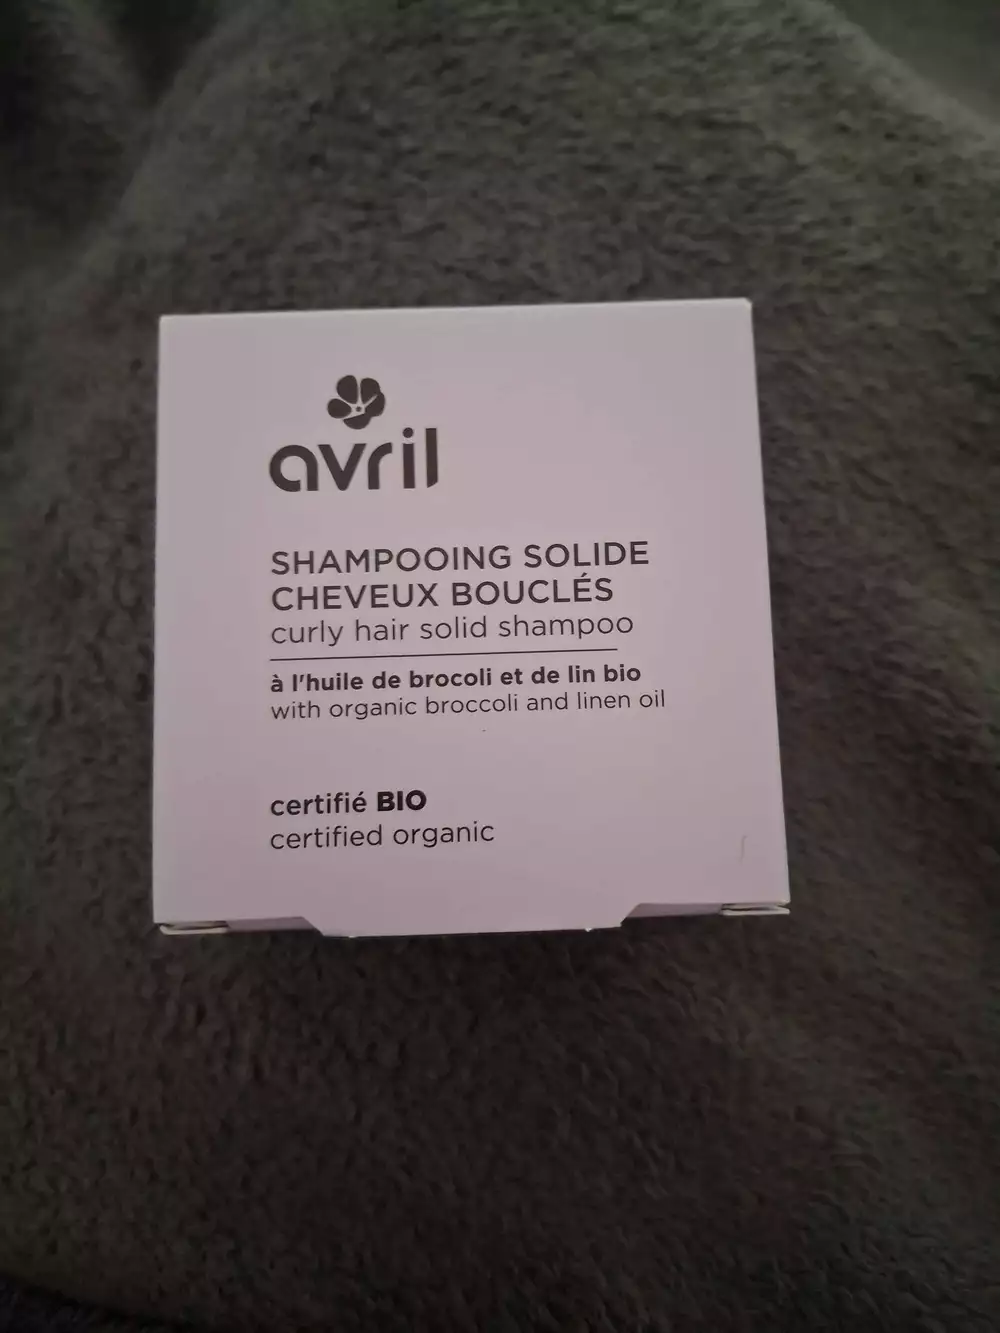 avril
SHAMPOOING SOLIDE
CHEVEUX BOUCLÉS
curly hair solid shampoo
à l'huile de brocoli et de lin bio
with organic broccoli and linen oil
certifié BIO
certified organic